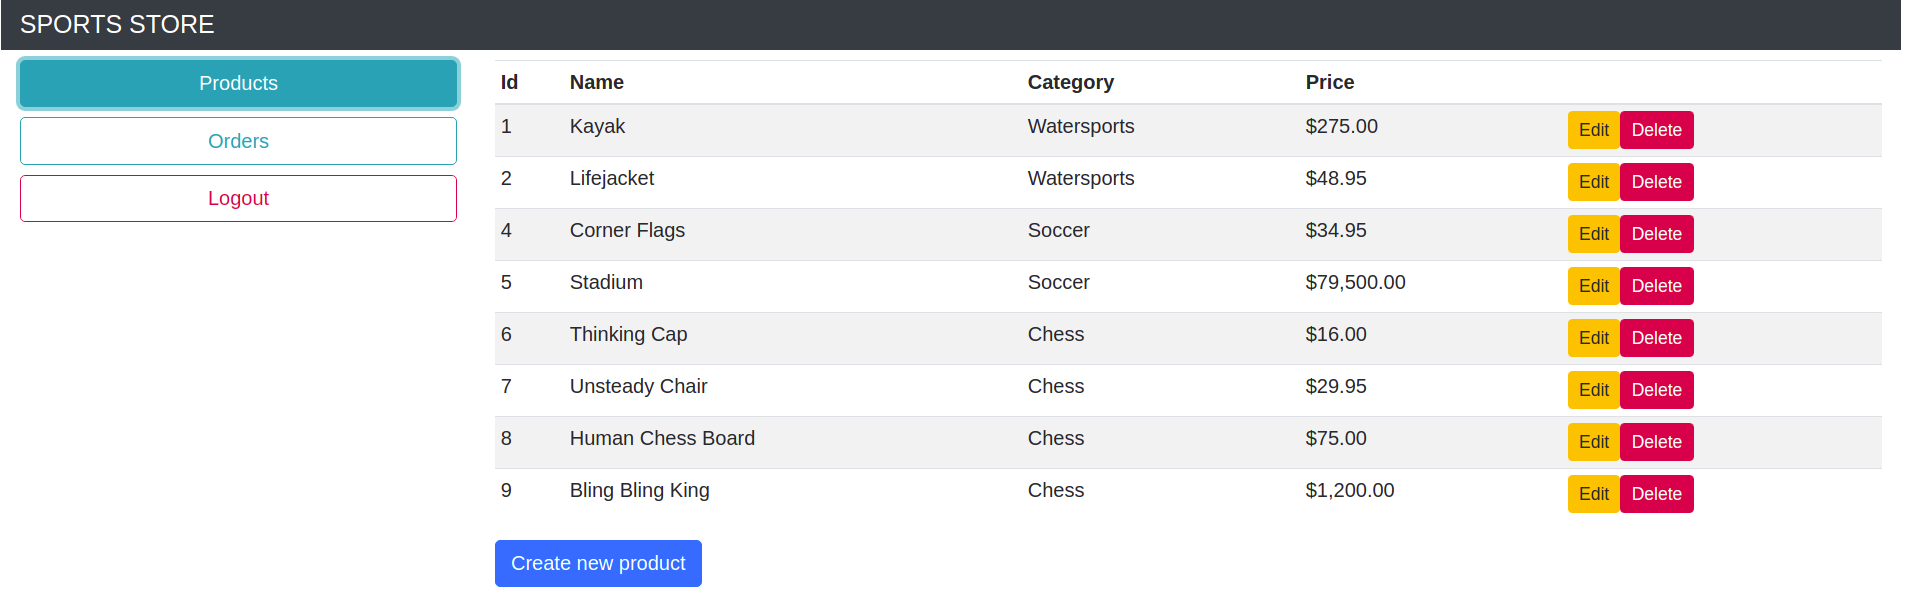 SPORTS STORE
Products
Orders
Logout
Id Name Category Price
1 Kayak Watersports $275.00 Edit Delete
2 Lifejacket Watersports $48.95 Edit Delete
4 Corner Flags Soccer $34.95 Edit Delete
5 Stadium Soccer $79,500.00 Edit Delete
6 Thinking Cap Chess $16.00 Edit Delete
7 Unsteady Chair Chess $29.95 Edit Delete
8 Human Chess Board Chess $75.00 Edit Delete
9 Bling Bling King Chess $1,200.00 Edit Delete
Create new product